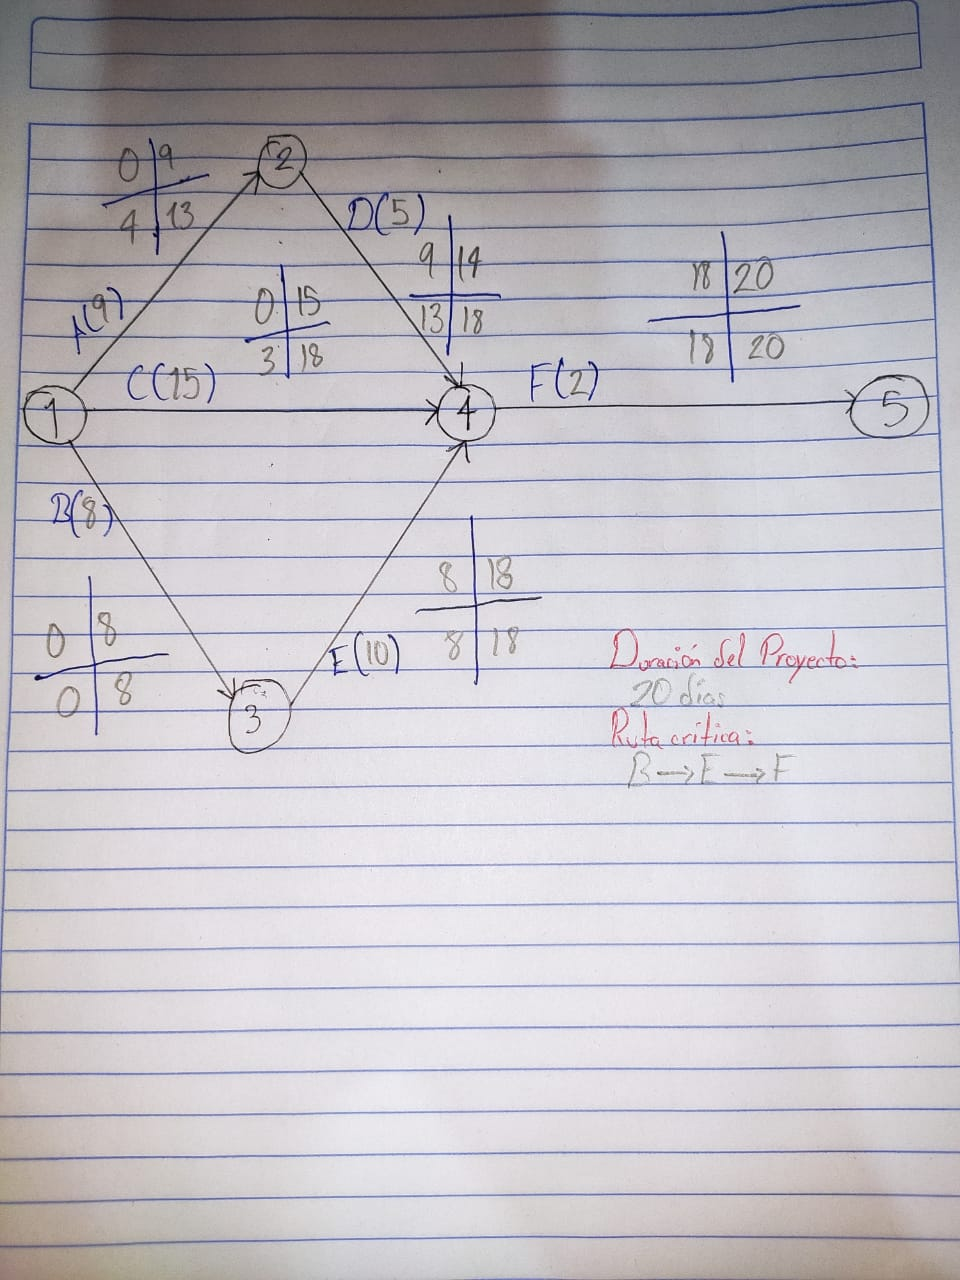 0 9
4 13
2
D(5)
9 14
13 18
A(9)
0 15
3 18
18 20
18 20
C(15)
F(2)
1
4
5
B(8)
8 18
8 18
0 8
0 8
E(10)
3
Duración del Proyecto:
20 días
Ruta crítica:
B→E→F